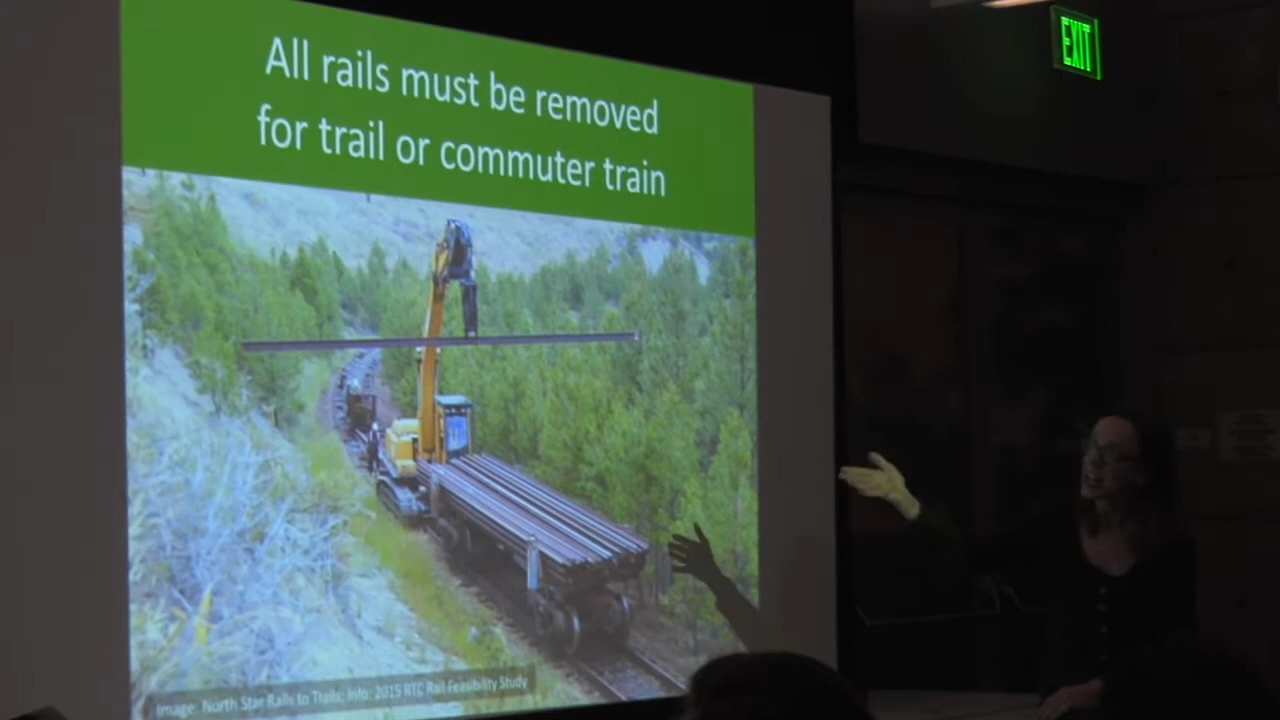 EXIT
All rails must be removed
for trail or commuter train
Image: North Star Rails to Trails; Info: 2015 RTC Rail Feasibility Study